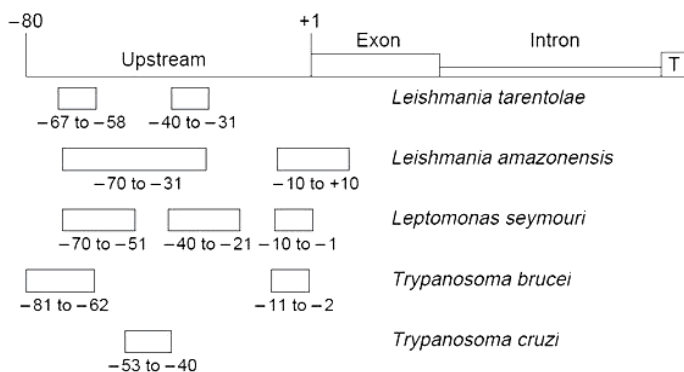 −80 +1
Exon Intron
Upstream T
Leishmania tarentolae
−67 to −58 −40 to −31
Leishmania amazonensis
−70 to −31 −10 to +10
Leptomonas seymouri
−70 to −51 −40 to −21 −10 to −1
Trypanosoma brucei
−81 to −62 −11 to −2
Trypanosoma cruzi
−53 to −40